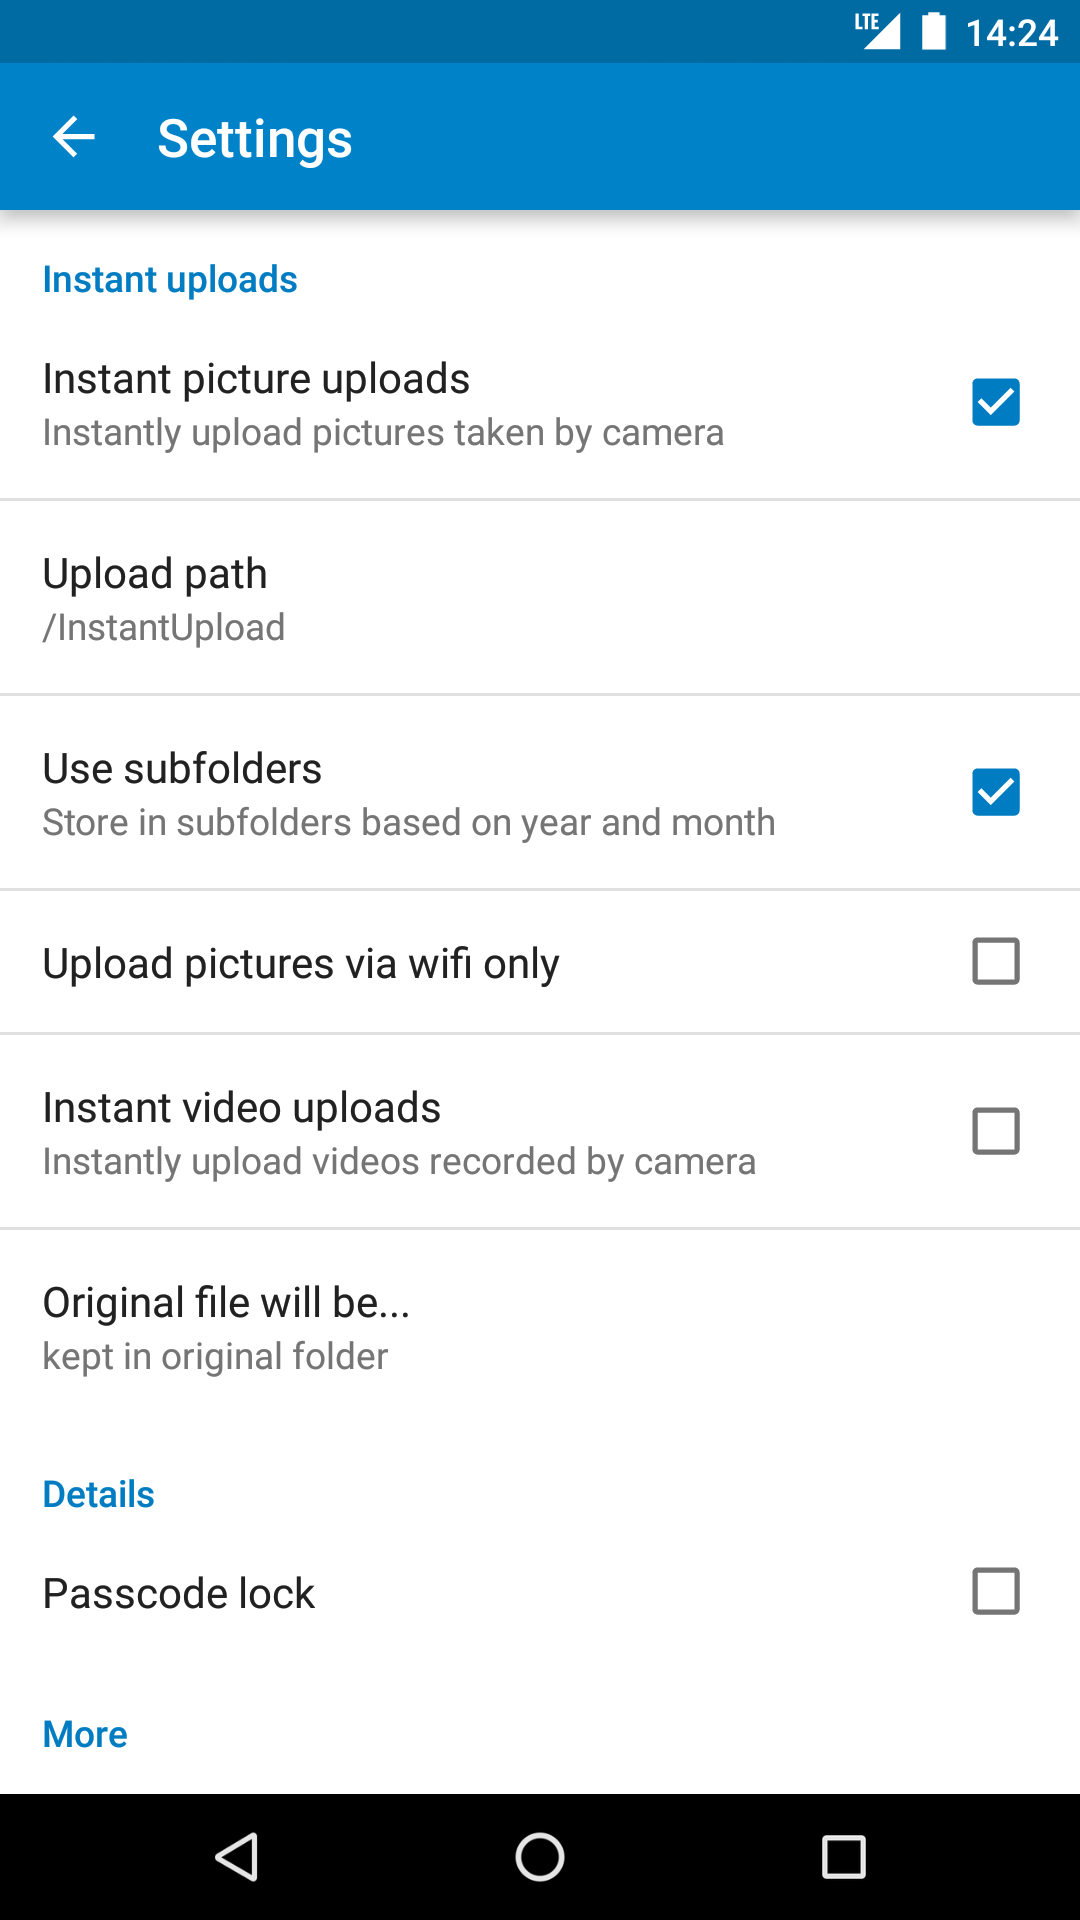 LTE 14:24
Settings
Instant uploads
Instant picture uploads
Instantly upload pictures taken by camera
Upload path
/InstantUpload
Use subfolders
Store in subfolders based on year and month
Upload pictures via wifi only
Instant video uploads
Instantly upload videos recorded by camera
Original file will be...
kept in original folder
Details
Passcode lock
More